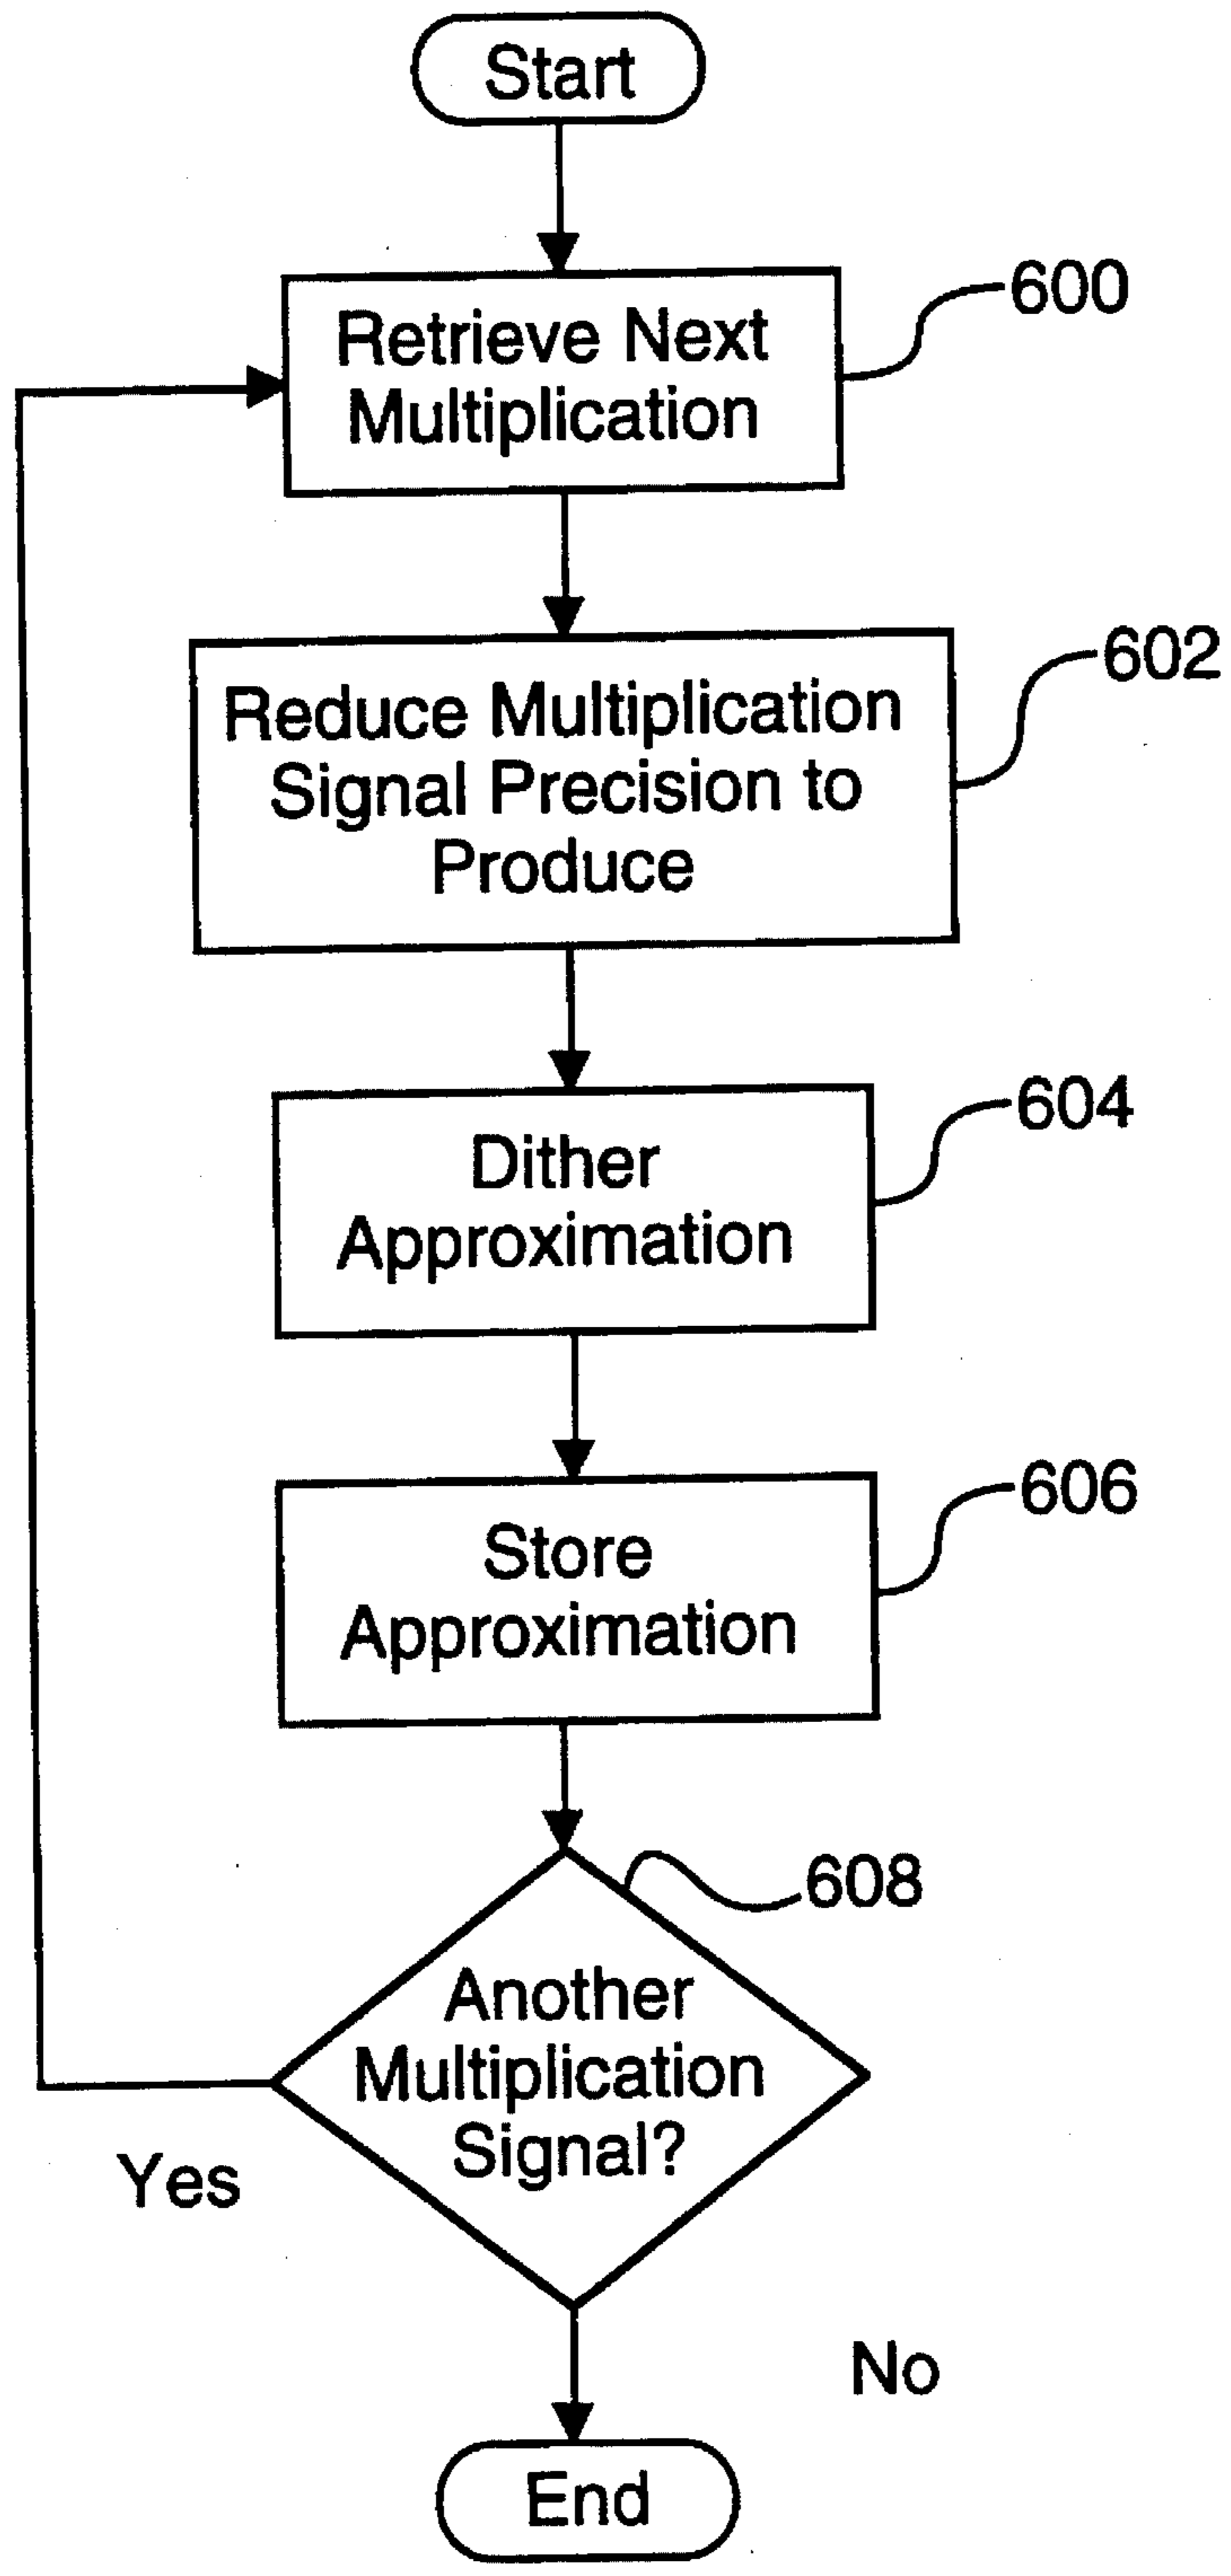 Start
600
Retrieve Next
Multiplication
602
Reduce Multiplication
Signal Precision to
Produce
604
Dither
Approximation
606
Store
Approximation
608
Another
Multiplication
Signal?
Yes
No
End